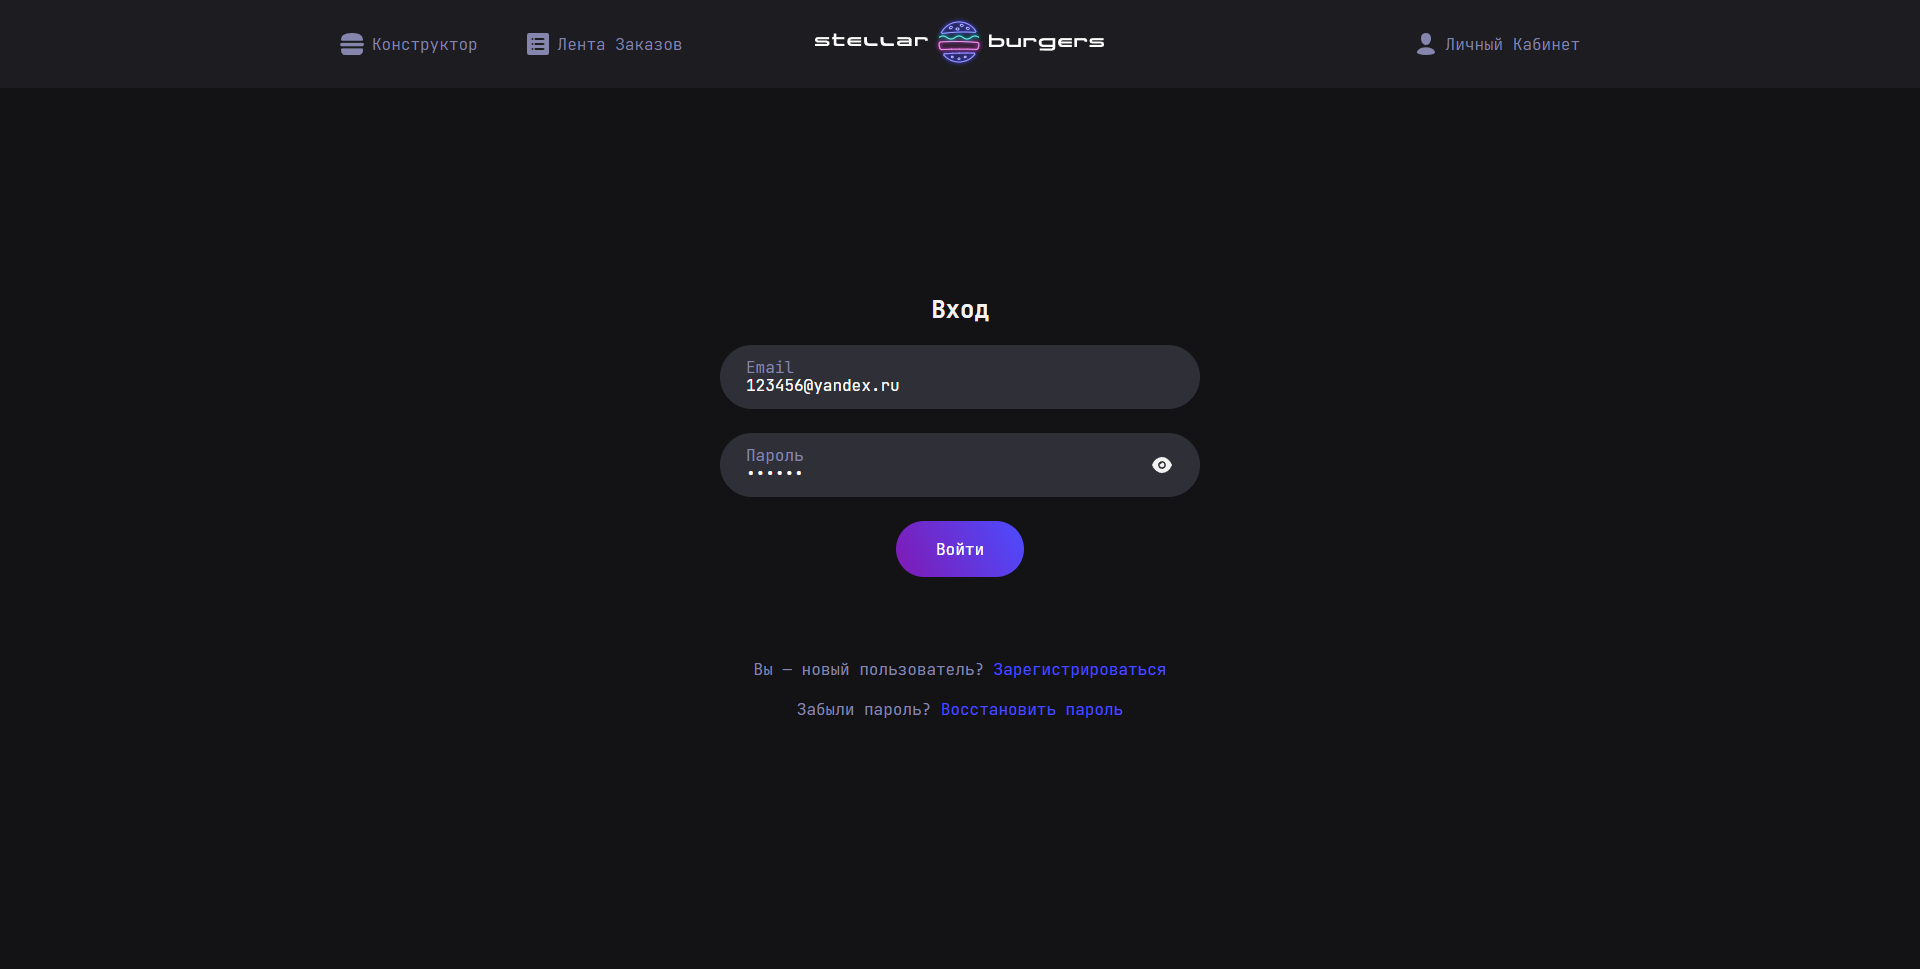 Конструктор
Лента Заказов
stellar burgers
Личный Кабинет
Вход
Email
123456@yandex.ru
Пароль
••••••
Войти
Вы — новый пользователь? Зарегистрироваться
Забыли пароль? Восстановить пароль